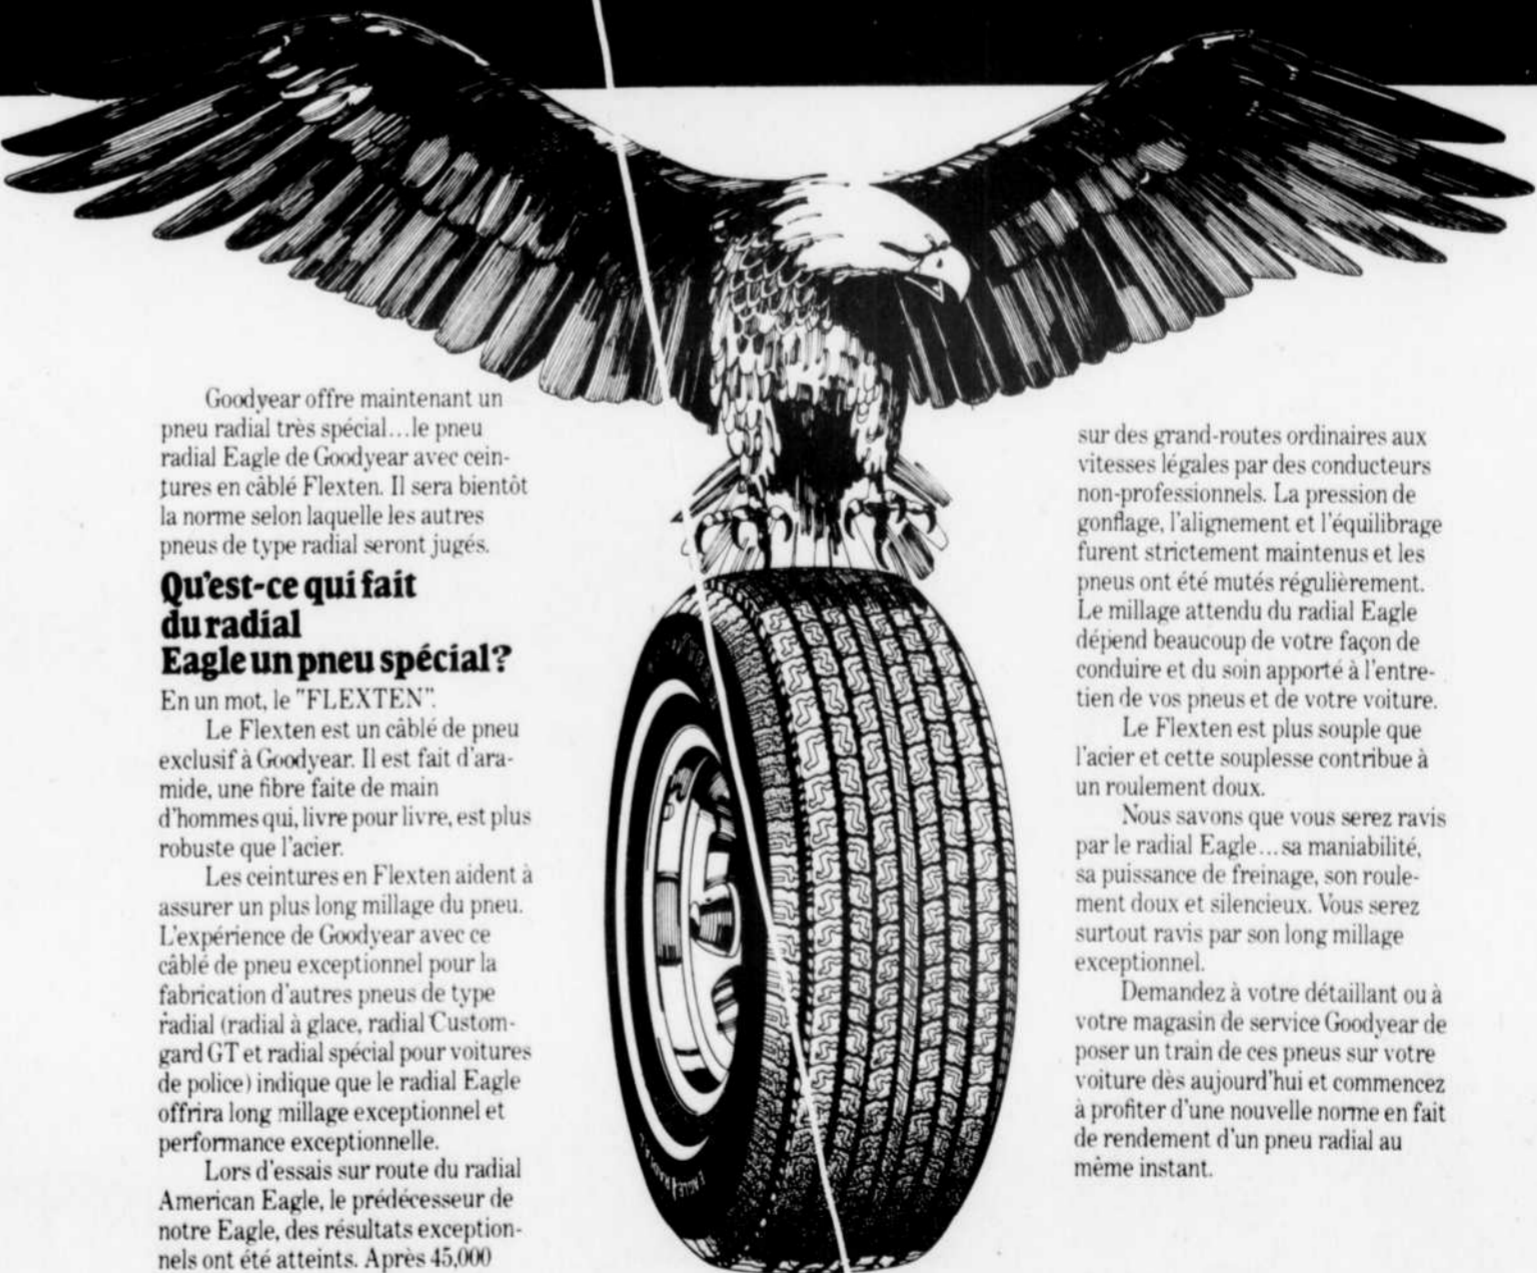 Goodyear offre maintenant un
pneu radial très spécial...le pneu
radial Eagle de Goodyear avec cein-
tures en câblé Flexten. Il sera bientôt
la norme selon laquelle les autres
pneus de type radial seront jugés.
Qu'est-ce qui fait
du radial
Eagle un pneu spécial?
En un mot, le "FLEXTEN".
Le Flexten est un câblé de pneu
exclusif à Goodyear. Il est fait d'ara-
mide, une fibre faite de main
d'hommes qui, livre pour livre, est plus
robuste que l'acier.
Les ceintures en Flexten aident à
assurer un plus long millage du pneu.
L'expérience de Goodyear avec ce
câblé de pneu exceptionnel pour la
fabrication d'autres pneus de type
radial (radial à glace, radial Custom-
gard GT et radial spécial pour voitures
de police) indique que le radial Eagle
offrira long millage exceptionnel et
performance exceptionnelle.
Lors d'essais sur route du radial
American Eagle, le prédécesseur de
notre Eagle, des résultats exception-
nels ont été atteints. Après 45,000
sur des grand-routes ordinaires aux
vitesses légales par des conducteurs
non-professionnels. La pression de
gonflage, l'alignement et l'équilibrage
furent strictement maintenus et les
pneus ont été mutés régulièrement.
Le millage attendu du radial Eagle
dépend beaucoup de votre façon de
conduire et du soin apporté à l'entre-
tien de vos pneus et de votre voiture.
Le Flexten est plus souple que
l'acier et cette souplesse contribue à
un roulement doux.
Nous savons que vous serez ravis
par le radial Eagle...sa maniabilité,
sa puissance de freinage, son roule-
ment doux et silencieux. Vous serez
surtout ravis par son long millage
exceptionnel.
Demandez à votre détaillant ou à
votre magasin de service Goodyear de
poser un train de ces pneus sur votre
voiture dès aujourd'hui et commencez
à profiter d'une nouvelle norme en fait
de rendement d'un pneu radial au
même instant.
EAGLE RADIAL